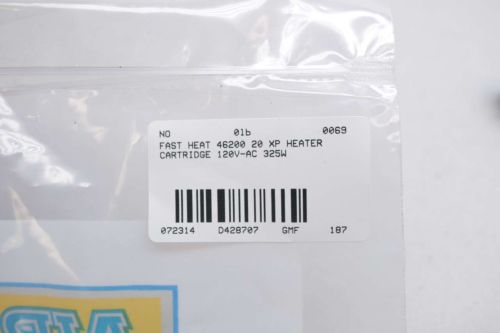 NO 0lb 0069
FAST HEAT 46200 20 XP HEATER
CARTRIDGE 120V-AC 325W
072314 D428707 GMF 187